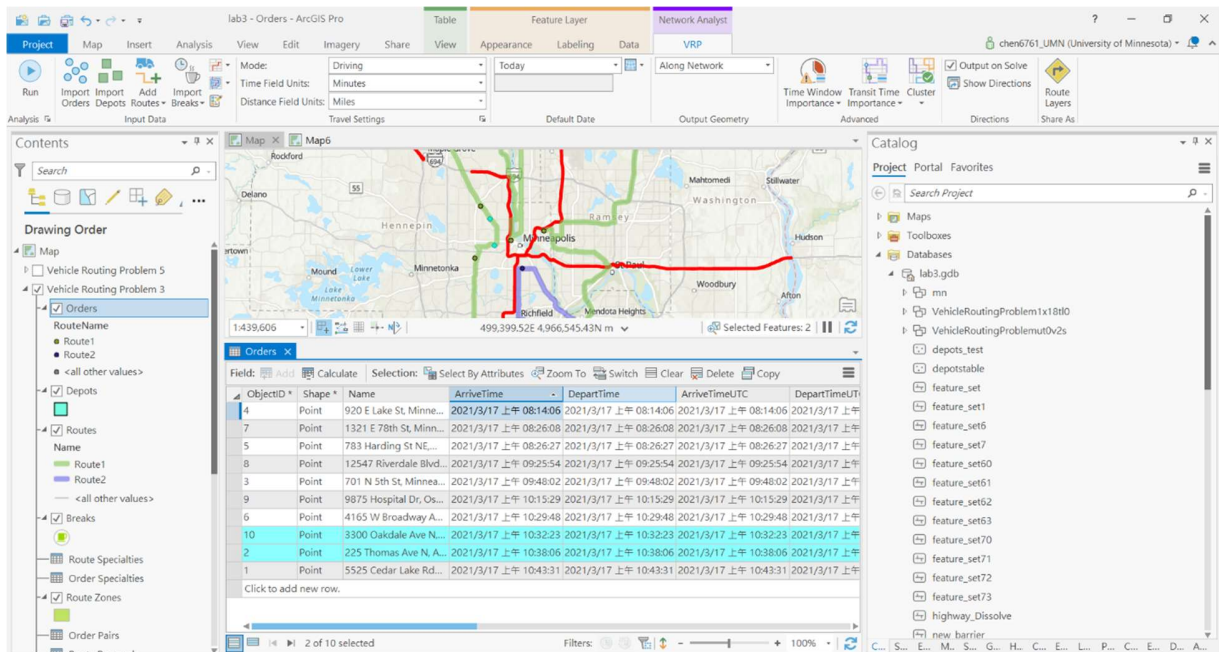 lab3 - Orders - ArcGIS Pro
Table
Feature Layer
Network Analyst
?
Project Map Insert Analysis View Edit Imagery Share View Appearance Labeling Data VRP
chen6761_UMN (University of Minnesota)
Run
Import Orders
Import Depots
Add Routes
Import Breaks
Mode: Driving
Time Field Units: Minutes
Distance Field Units: Miles
Today
Along Network
Time Window Importance
Transit Time Importance
Cluster
Output on Solve
Show Directions
Route Layers
Analysis Input Data Travel Settings Default Date Output Geometry Advanced Directions Share As
Contents
Search
Drawing Order
Map
Vehicle Routing Problem 5
Vehicle Routing Problem 3
Orders
RouteName
Route1
Route2
<all other values>
Depots
Routes
Name
Route1
Route2
<all other values>
Breaks
Route Specialties
Order Specialties
Route Zones
Order Pairs
Map Map6
Rockford
694
Delano
55
Mahtomedi
Stillwater
Washington
Hennepin
Ramsey
Minneapolis
Hudson
ertown
Mound
Lower Lake Minnetonka
Minnetonka
St Paul
Woodbury
Afton
Richfield
Mendota Heights
1:439,606
499,399.52E 4,966,545.43N m
Selected Features: 2
Orders
Field: Add Calculate Selection: Select By Attributes Zoom To Switch Clear Delete Copy
ObjectID * Shape * Name ArriveTime DepartTime ArriveTimeUTC DepartTimeUT
4 Point 920 E Lake St, Minne... 2021/3/17 上午 08:14:06 2021/3/17 上午 08:14:06 2021/3/17 上午 08:14:06 2021/3/17 上午
7 Point 1321 E 78th St, Minn... 2021/3/17 上午 08:26:08 2021/3/17 上午 08:26:08 2021/3/17 上午 08:26:08 2021/3/17 上午
5 Point 783 Harding St NE,... 2021/3/17 上午 08:26:27 2021/3/17 上午 08:26:27 2021/3/17 上午 08:26:27 2021/3/17 上午
8 Point 12547 Riverdale Blvd... 2021/3/17 上午 09:25:54 2021/3/17 上午 09:25:54 2021/3/17 上午 09:25:54 2021/3/17 上午
3 Point 701 N 5th St, Minnea... 2021/3/17 上午 09:48:02 2021/3/17 上午 09:48:02 2021/3/17 上午 09:48:02 2021/3/17 上午
9 Point 9875 Hospital Dr, Os... 2021/3/17 上午 10:15:29 2021/3/17 上午 10:15:29 2021/3/17 上午 10:15:29 2021/3/17 上午
6 Point 4165 W Broadway A... 2021/3/17 上午 10:29:48 2021/3/17 上午 10:29:48 2021/3/17 上午 10:29:48 2021/3/17 上午
10 Point 3300 Oakdale Ave N,... 2021/3/17 上午 10:32:23 2021/3/17 上午 10:32:23 2021/3/17 上午 10:32:23 2021/3/17 上午
2 Point 225 Thomas Ave N, A... 2021/3/17 上午 10:38:06 2021/3/17 上午 10:38:06 2021/3/17 上午 10:38:06 2021/3/17 上午
1 Point 5525 Cedar Lake Rd... 2021/3/17 上午 10:43:31 2021/3/17 上午 10:43:31 2021/3/17 上午 10:43:31 2021/3/17 上午
Click to add new row.
2 of 10 selected
Filters:
100%
Catalog
Project Portal Favorites
Search Project
Maps
Toolboxes
Databases
lab3.gdb
mn
VehicleRoutingProblem1x18tl0
VehicleRoutingProblemut0v2s
depots_test
depotstable
feature_set
feature_set1
feature_set6
feature_set7
feature_set60
feature_set61
feature_set62
feature_set63
feature_set70
feature_set71
feature_set72
feature_set73
highway_Dissolve
new barrier
C... S... E... M... S... G... H... C... E... L... P... C... E... D... A...